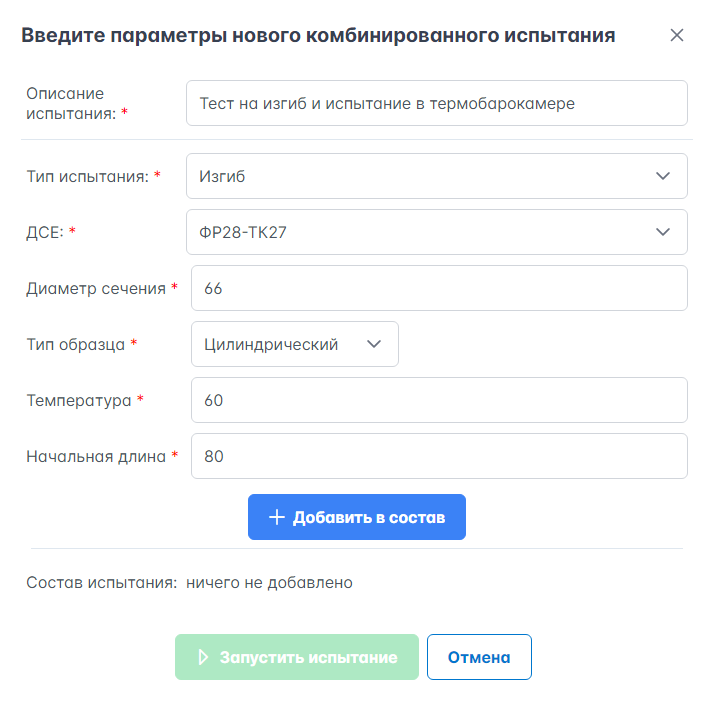 Введите параметры нового комбинированного испытания
Описание
испытания: *
Тест на изгиб и испытание в термобарокамере
Тип испытания: *
Изгиб
ДСЕ: *
ФР28-ТК27
Диаметр сечения *
66
Тип образца *
Цилиндрический
Температура *
60
Начальная длина *
80
Добавить в состав
Состав испытания: ничего не добавлено
Запустить испытание
Отмена